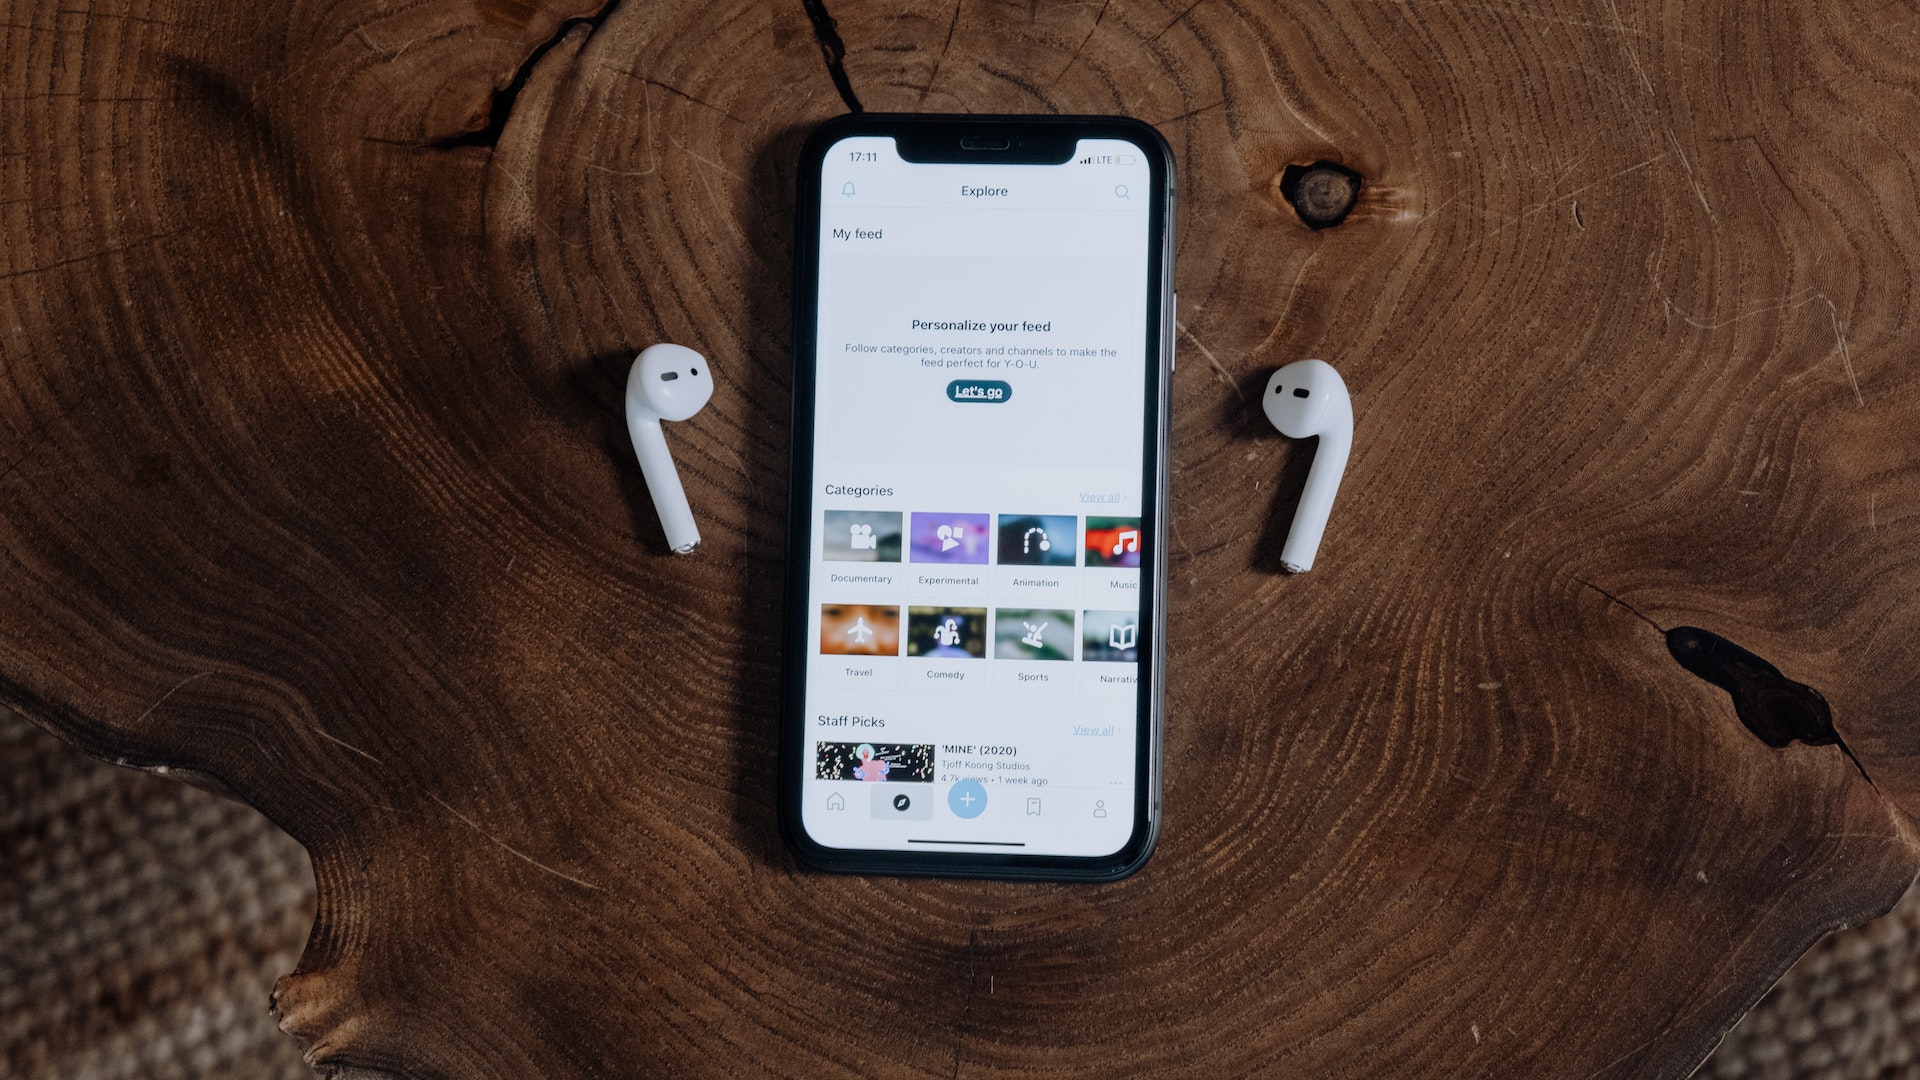 17:11
LTE
Explore
My feed
Personalize your feed
Follow categories, creators and channels to make the
feed perfect for Y-O-U.
Let's go
Categories
View all
Documentary
Experimental
Animation
Music
Travel
Comedy
Sports
Narrativ
Staff Picks
View all
'MINE' (2020)
Tjoff Koong Studios
4.7k views • 1 week ago